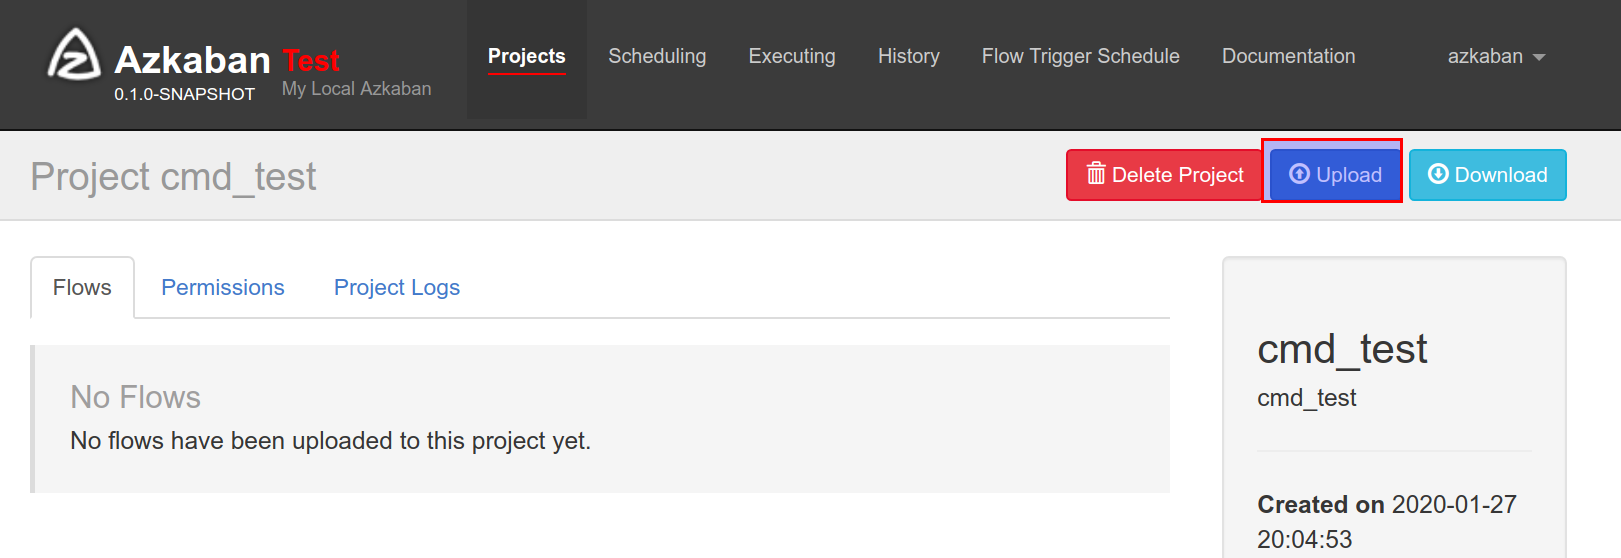 Azkaban Test
0.1.0-SNAPSHOT My Local Azkaban
Projects Scheduling Executing History Flow Trigger Schedule Documentation azkaban
Project cmd_test
Delete Project Upload Download
Flows Permissions Project Logs
No Flows
No flows have been uploaded to this project yet.
cmd_test
cmd_test
Created on 2020-01-27
20:04:53